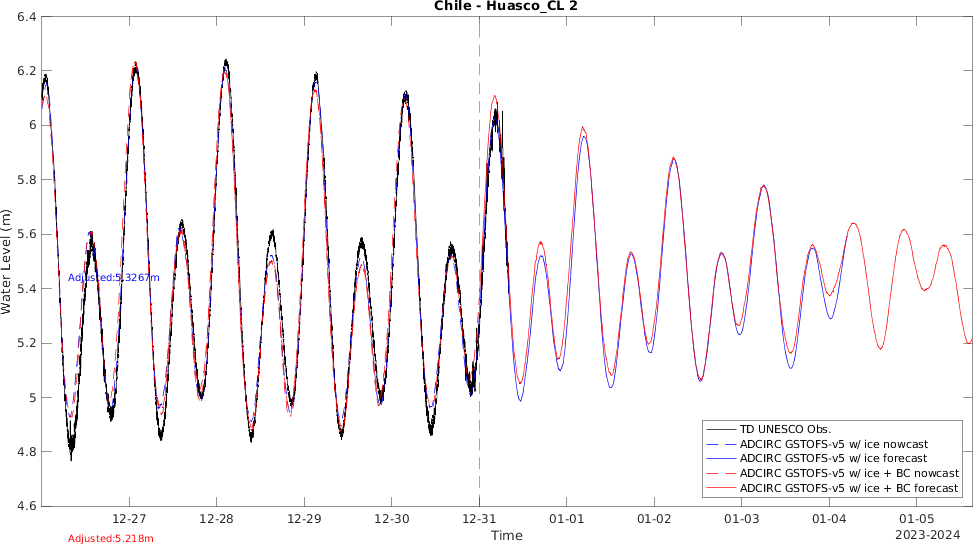 Chile - Huasco_CL 2
6.4
6.2
6
5.8
5.6
5.4
5.2
5
4.8
4.6
Water Level (m)
Adjusted:5.3267m
TD UNESCO Obs.
ADCIRC GSTOFS-v5 w/ ice nowcast
ADCIRC GSTOFS-v5 w/ ice forecast
ADCIRC GSTOFS-v5 w/ ice + BC nowcast
ADCIRC GSTOFS-v5 w/ ice + BC forecast
12-27 12-28 12-29 12-30 12-31 01-01 01-02 01-03 01-04 01-05
Time
2023-2024
Adjusted:5.218m